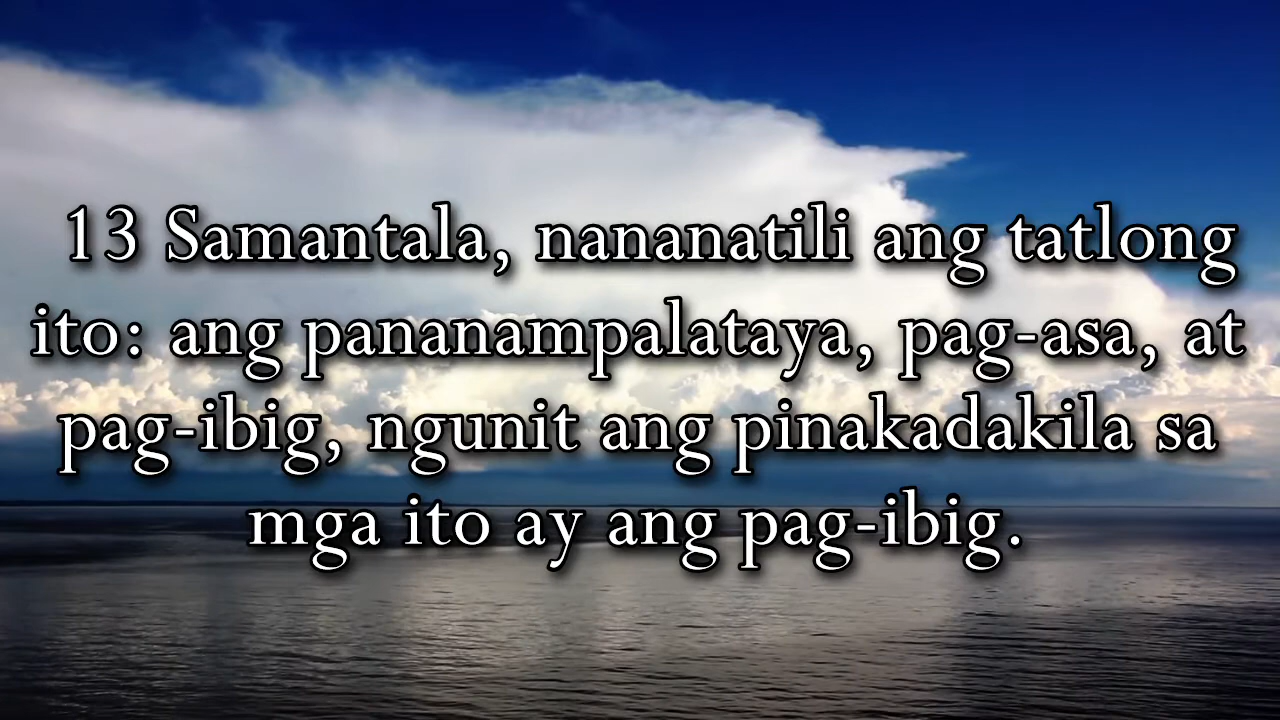 13 Samantala, nananatili ang tatlong
ito: ang pananampalataya, pag-asa, at
pag-ibig, ngunit ang pinakadakila sa
mga ito ay ang pag-ibig.